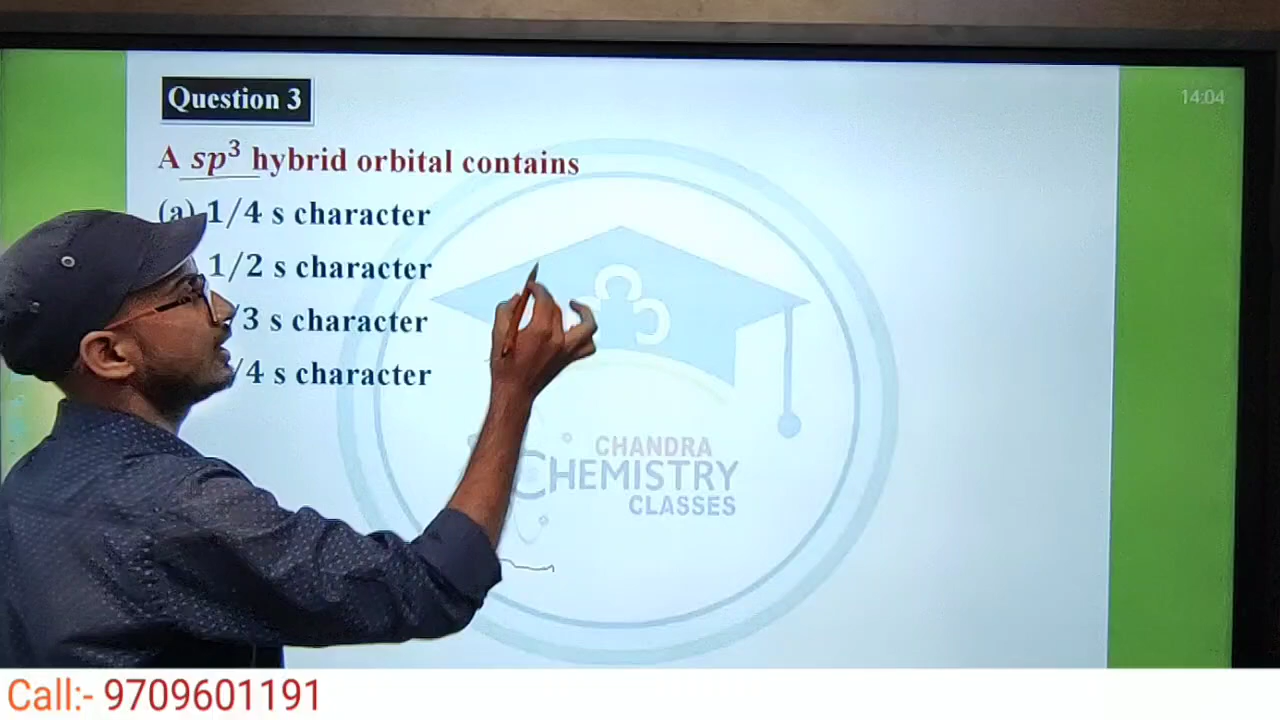 Question 3
14:04
A sp³ hybrid orbital contains
(a) 1/4 s character
1/2 s character
/3 s character
/4 s character
CHANDRA
CHEMISTRY
CLASSES
Call:- 9709601191